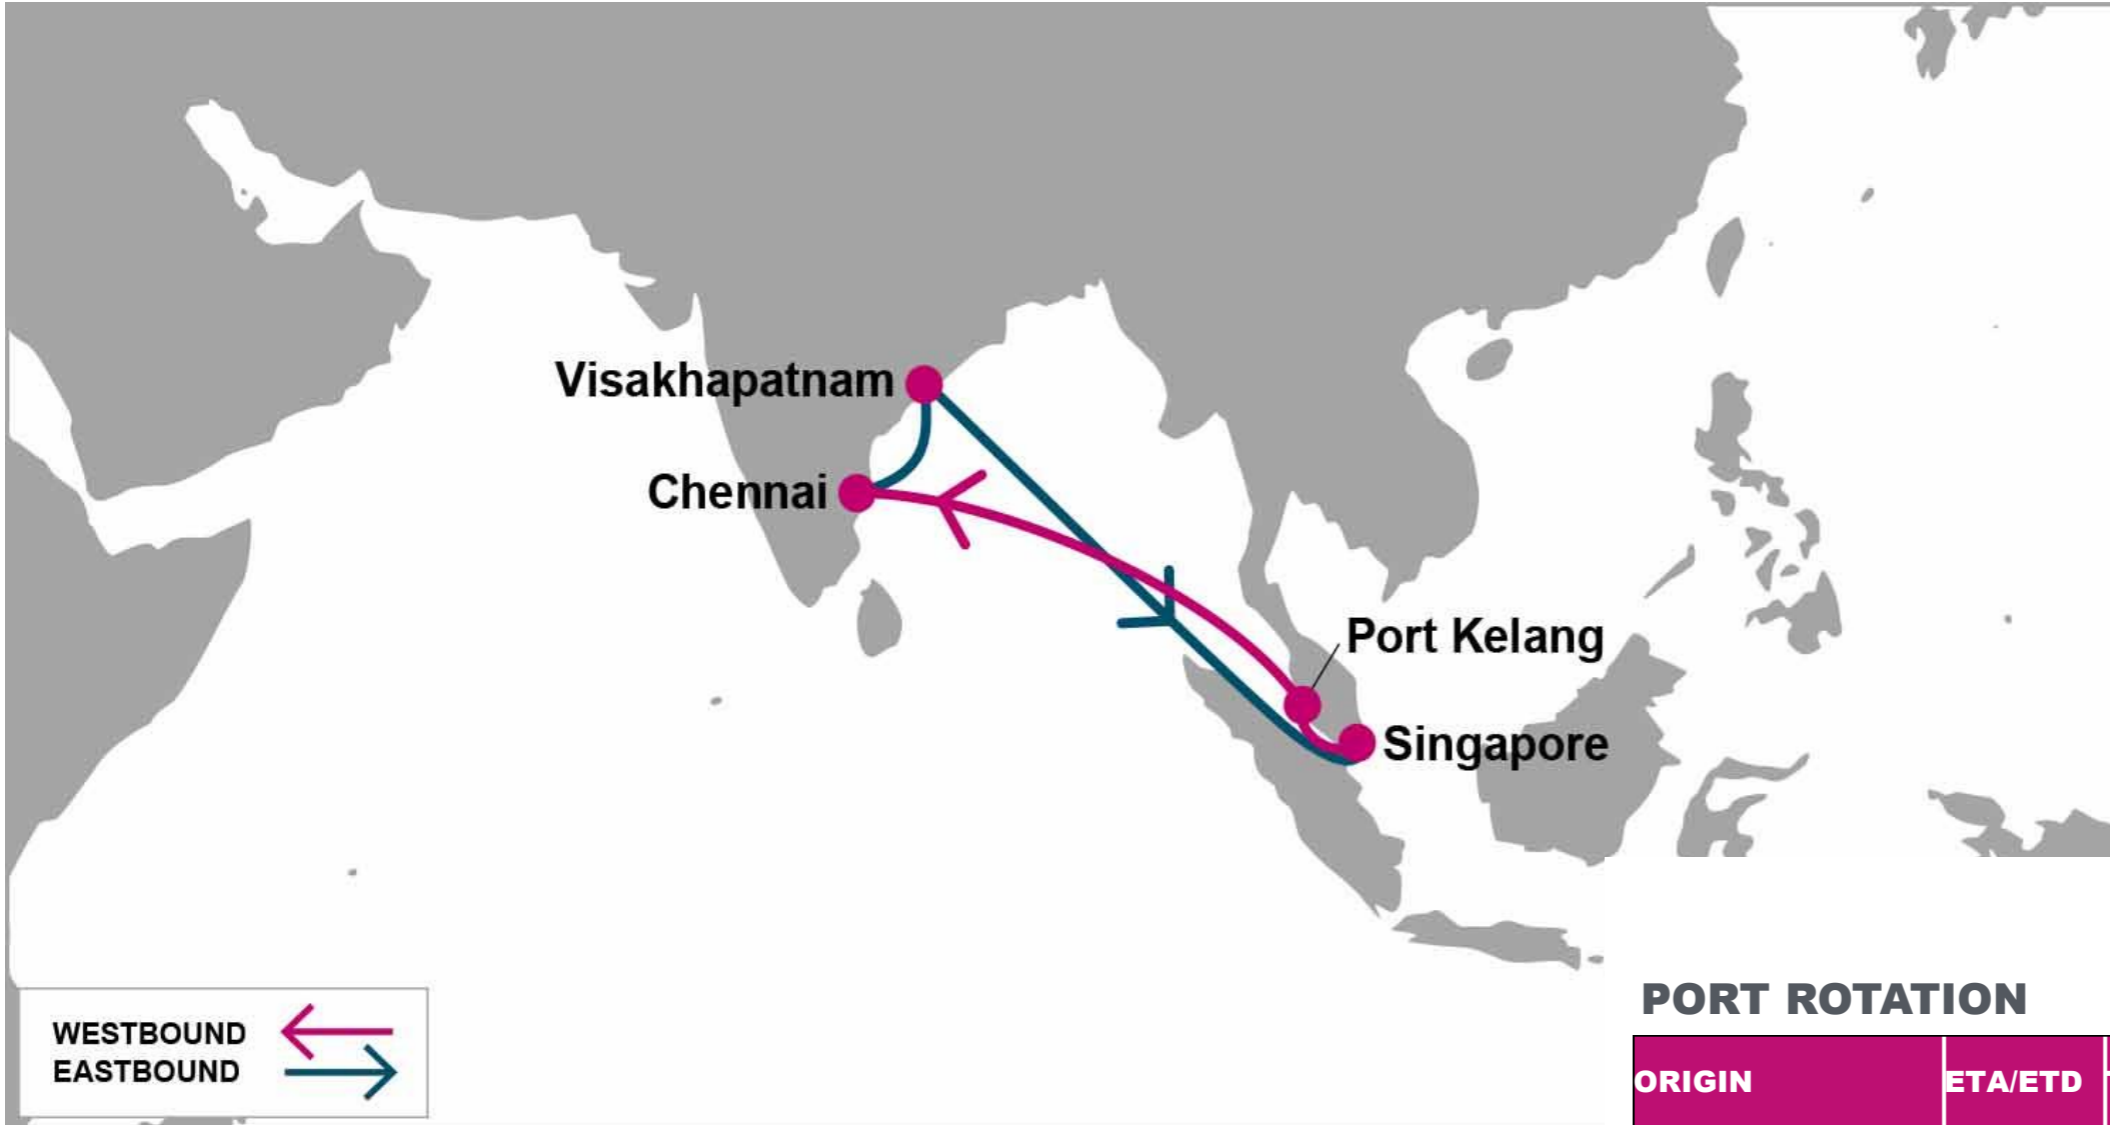 Visakhapatnam
Chennai
Port Kelang
Singapore
WESTBOUND
EASTBOUND
PORT ROTATION
ORIGIN ETA/ETD